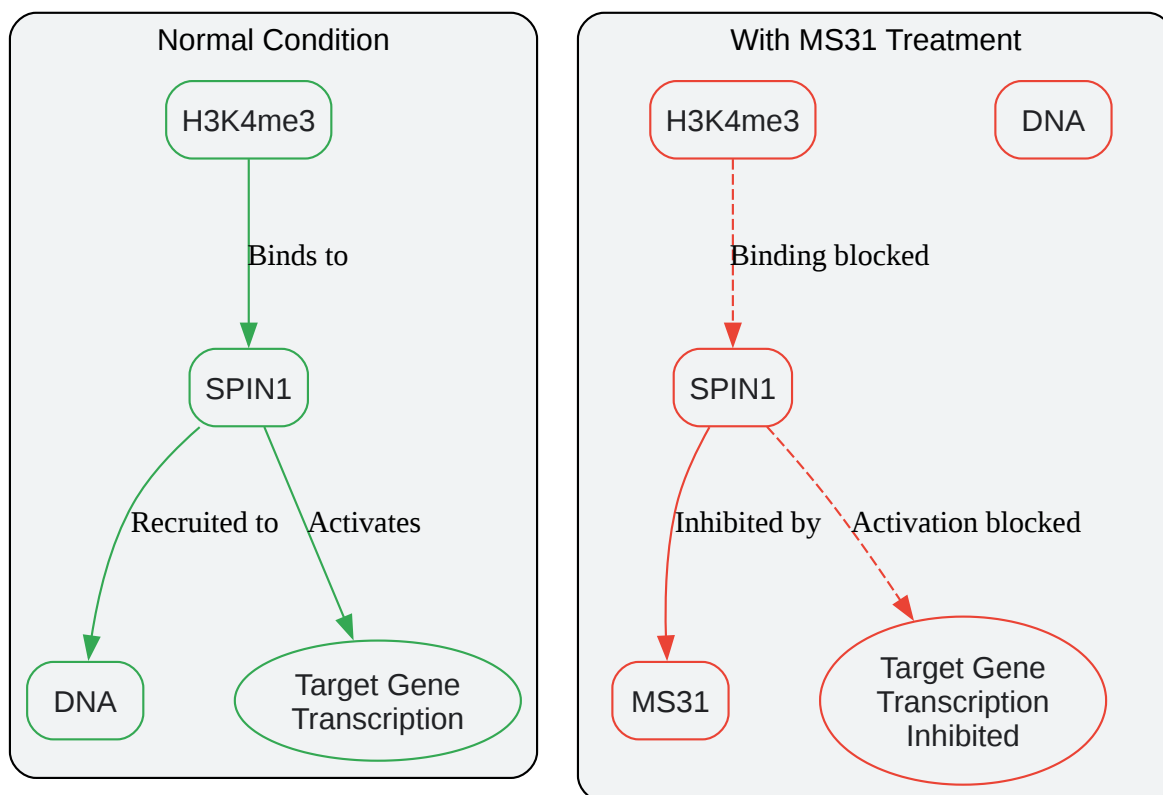 Normal Condition
H3K4me3
Binds to
SPIN1
Recruited to
Activates
DNA
Target Gene
Transcription
With MS31 Treatment
H3K4me3
DNA
Binding blocked
SPIN1
Inhibited by
Activation blocked
MS31
Target Gene
Transcription
Inhibited